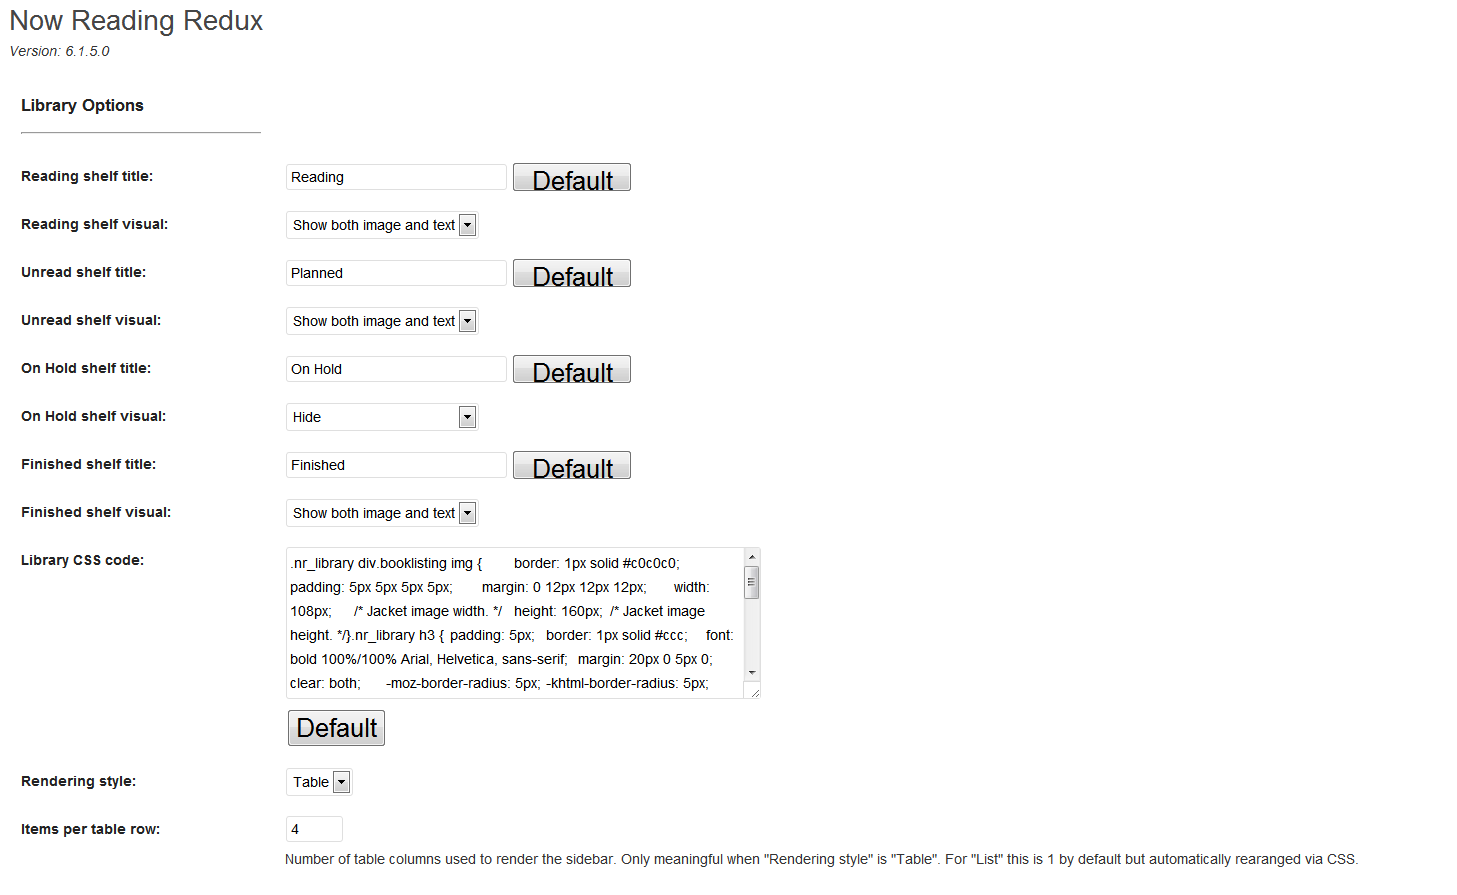 Now Reading Redux
Version: 6.1.5.0
Library Options
Reading shelf title: Reading Default
Reading shelf visual: Show both image and text
Unread shelf title: Planned Default
Unread shelf visual: Show both image and text
On Hold shelf title: On Hold Default
On Hold shelf visual: Hide
Finished shelf title: Finished Default
Finished shelf visual: Show both image and text
Library CSS code: .nr_library div.booklisting img { border: 1px solid #c0c0c0;
padding: 5px 5px 5px 5px; margin: 0 12px 12px 12px; width:
108px; /* Jacket image width. */ height: 160px; /* Jacket image
height. */}.nr_library h3 { padding: 5px; border: 1px solid #ccc; font:
bold 100%/100% Arial, Helvetica, sans-serif; margin: 20px 0 5px 0;
clear: both; -moz-border-radius: 5px; -khtml-border-radius: 5px;
Default
Rendering style: Table
Items per table row: 4
Number of table columns used to render the sidebar. Only meaningful when "Rendering style" is "Table". For "List" this is 1 by default but automatically rearanged via CSS.